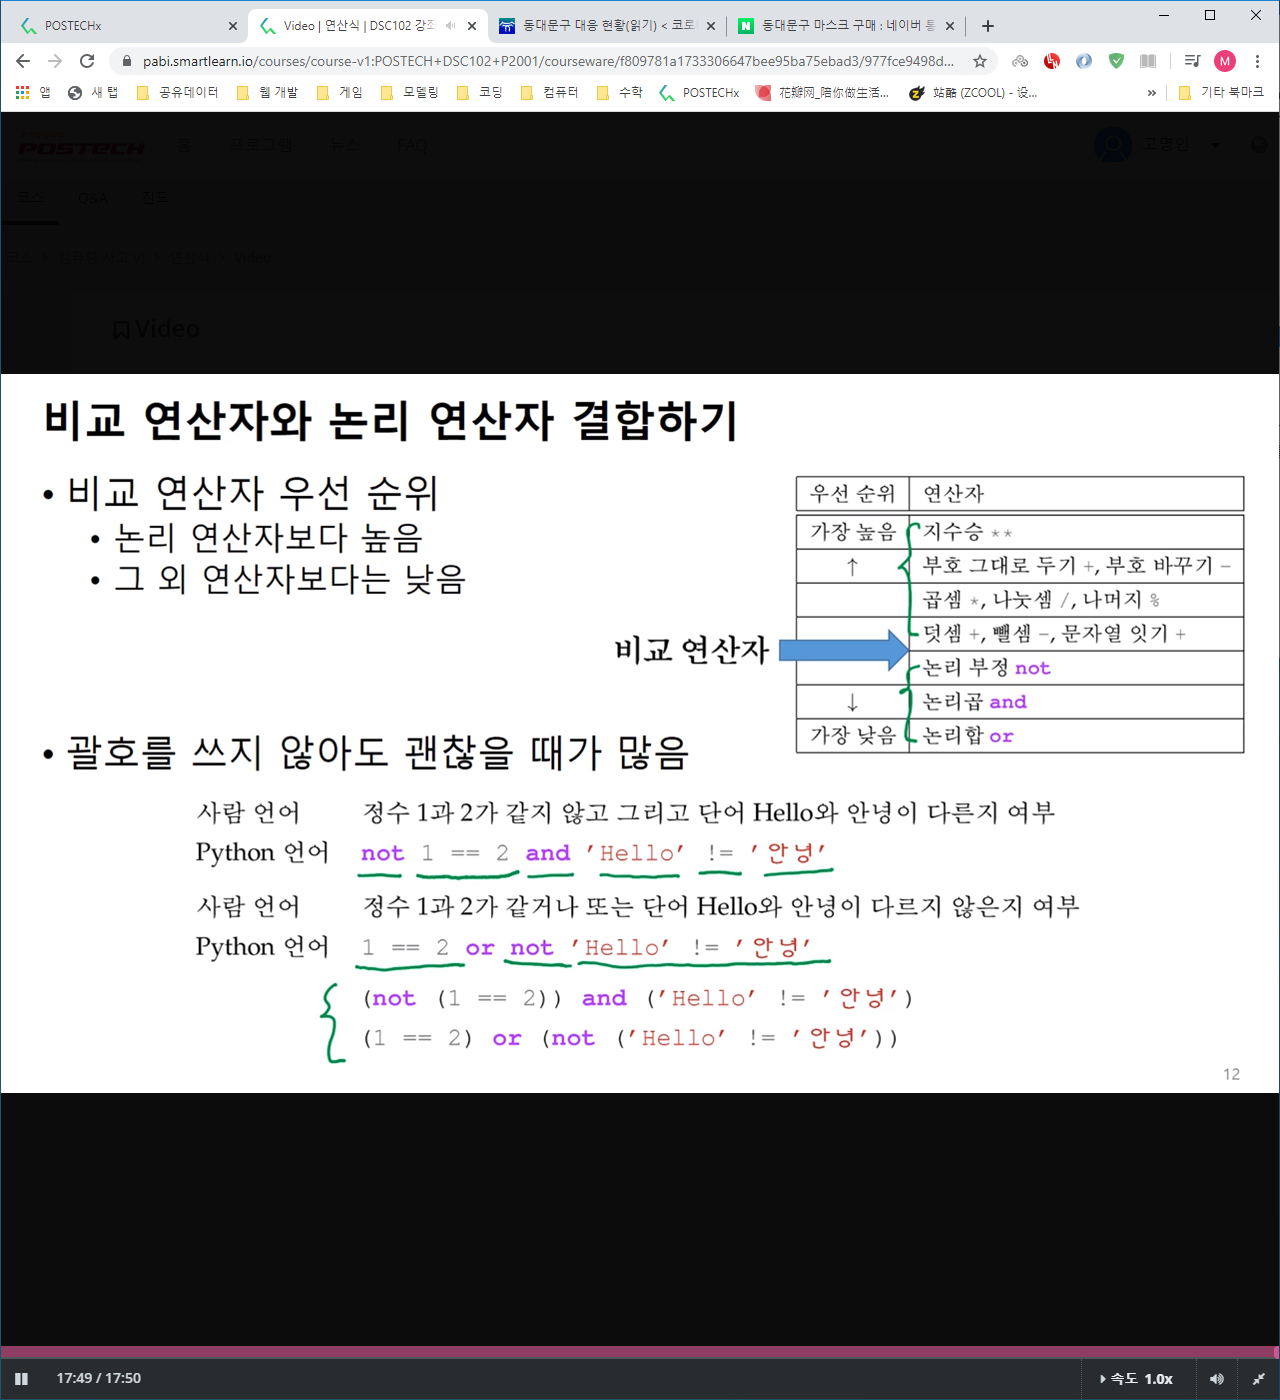 POSTECHx
Video | 연산식 | DSC102 강좌
동대문구 대응 현황(읽기) < 코로
동대문구 마스크 구매 : 네이버 통
pabi.smartlearn.io/courses/course-v1:POSTECH+DSC102+P2001/courseware/f809781a1733306647bee95ba75ebad3/977fce9498d...
M
앱 새 탭 공유데이터 웹 개발 게임 모델링 코딩 컴퓨터 수학 POSTECHx 花瓣网_陪你做生活... 站酷 (ZCOOL) - 设... » 기타 북마크
POSTECH 홈 프로그램 뉴스 FAQ 고명인
코스 Q&A 진도
Video
Video
비교 연산자와 논리 연산자 결합하기
• 비교 연산자 우선 순위
• 논리 연산자보다 높음
• 그 외 연산자보다는 낮음
우선 순위 연산자
가장 높음 지수승 **
↑ 부호 그대로 두기 +, 부호 바꾸기 -
곱셈 *, 나눗셈 /, 나머지 %
덧셈 +, 뺄셈 -, 문자열 잇기 +
비교 연산자
논리 부정 not
↓ 논리곱 and
가장 낮음 논리합 or
• 괄호를 쓰지 않아도 괜찮을 때가 많음
사람 언어 정수 1과 2가 같지 않고 그리고 단어 Hello와 안녕이 다른지 여부
Python 언어 not 1 == 2 and 'Hello' != '안녕'
사람 언어 정수 1과 2가 같거나 또는 단어 Hello와 안녕이 다르지 않은지 여부
Python 언어 1 == 2 or not 'Hello' != '안녕'
(not (1 == 2)) and ('Hello' != '안녕')
(1 == 2) or (not ('Hello' != '안녕'))
12
17:49 / 17:50
속도 1.0x